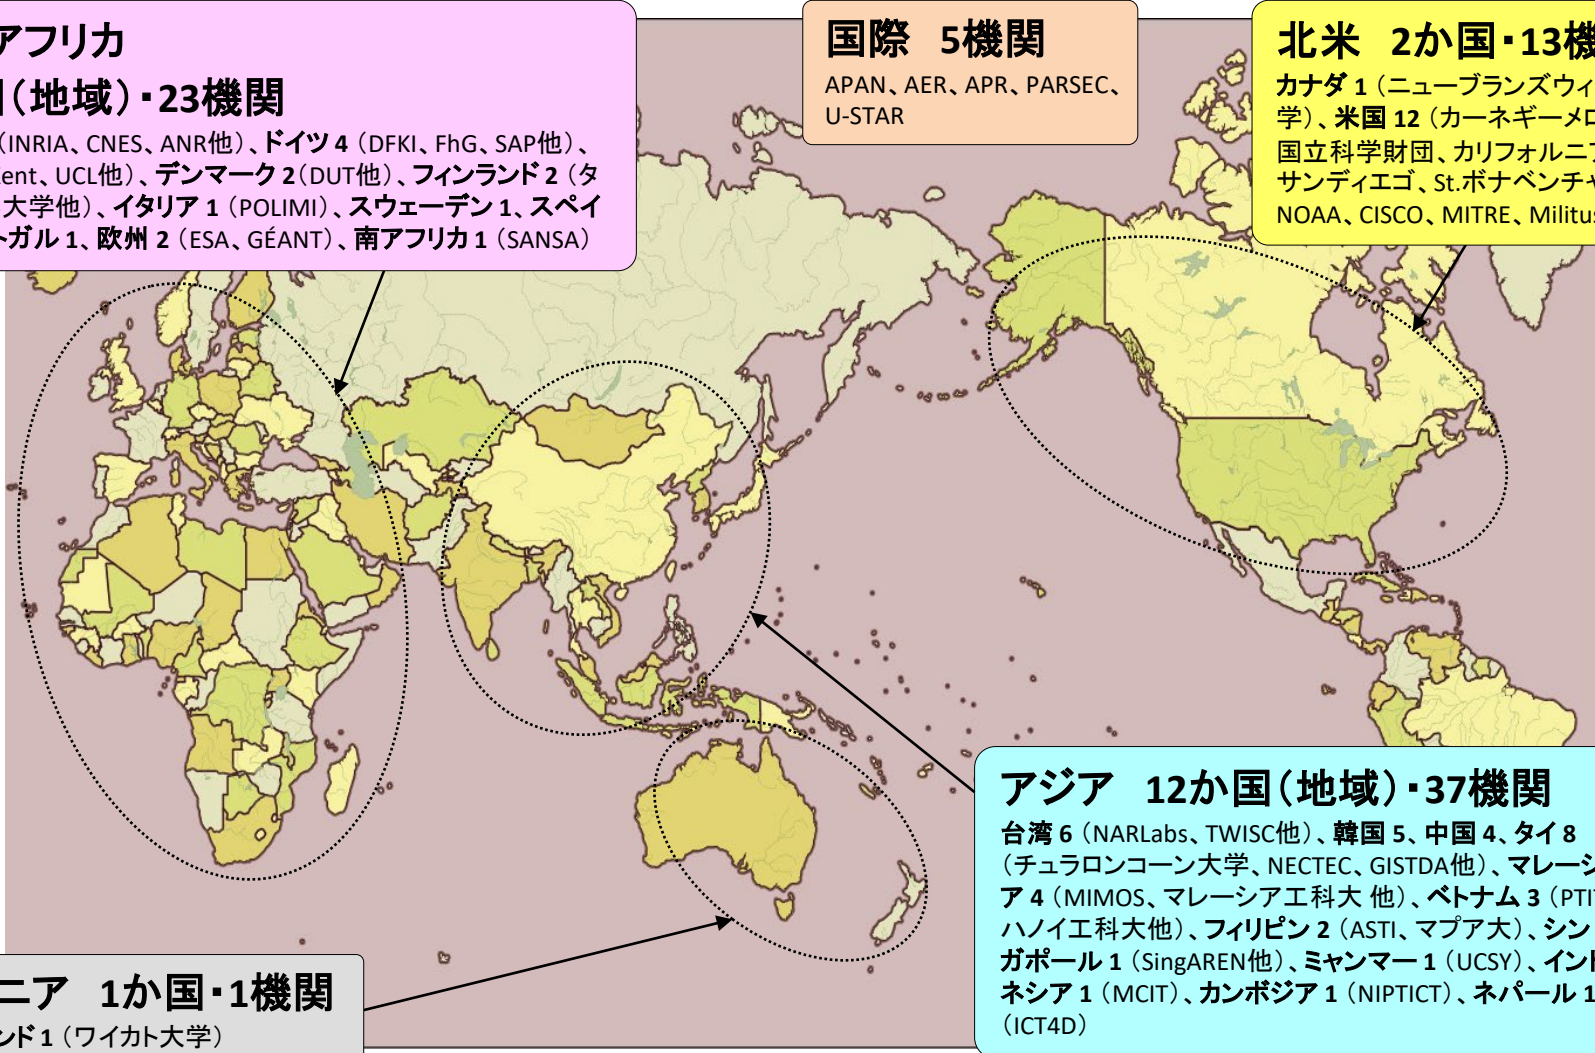 アフリカ
（地域）・23機関
（INRIA、CNES、ANR他）、ドイツ 4（DFKI、FhG、SAP他）、
ent、UCL他）、デンマーク 2（DUT他）、フィンランド 2（タ
大学他）、イタリア 1（POLIMI）、スウェーデン 1、スペイ
トガル 1、欧州 2（ESA、GÉANT）、南アフリカ 1（SANSA）
国際　5機関
APAN、AER、APR、PARSEC、
U-STAR
北米　2か国・13機
カナダ 1（ニューブランズウィ
学）、米国 12（カーネギーメロ
国立科学財団、カリフォルニア
サンディエゴ、St.ボナベンチャ
NOAA、CISCO、MITRE、Militus
アジア　12か国（地域）・37機関
台湾 6（NARLabs、TWISC他）、韓国 5、中国 4、タイ 8
（チュラロンコーン大学、NECTEC、GISTDA他）、マレーシ
ア 4（MIMOS、マレーシア工科大 他）、ベトナム 3（PTI
ハノイ工科大他）、フィリピン 2（ASTI、マプア大）、シン
ガポール 1（SingAREN他）、ミャンマー 1（UCSY）、インド
ネシア 1（MCIT）、カンボジア 1（NIPTICT）、ネパール 1
（ICT4D）
ニア　1か国・1機関
ンド 1（ワイカト大学）